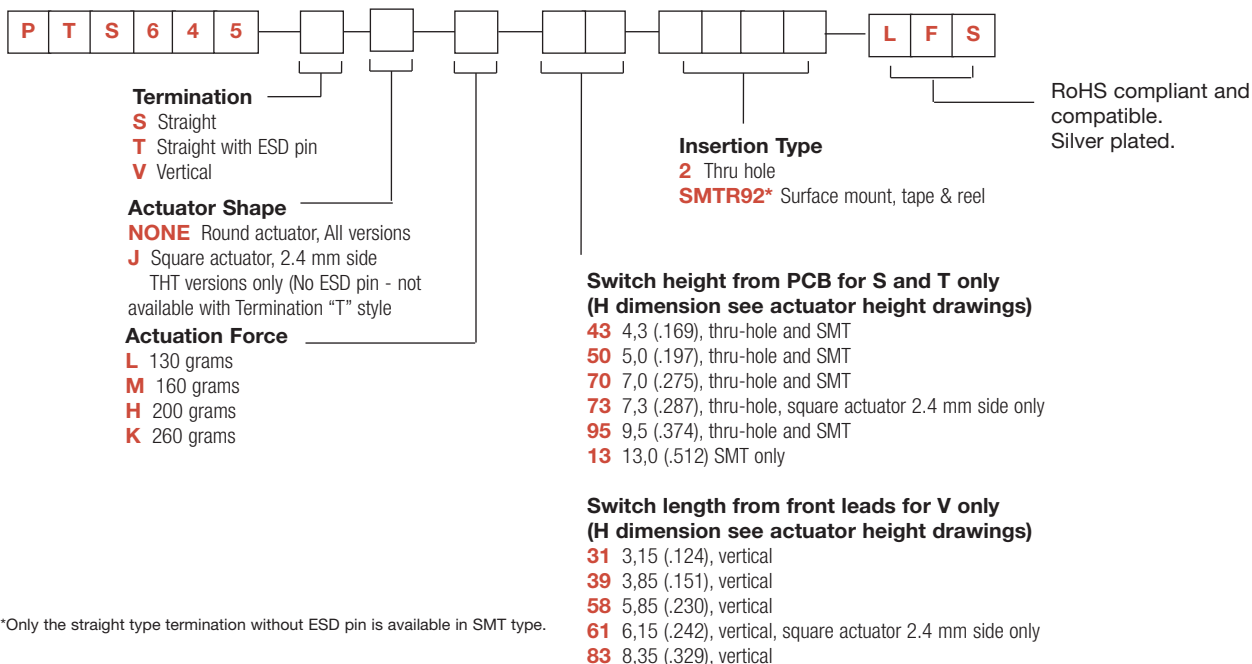 P T S 6 4 5
L F S
RoHS compliant and
compatible.
Silver plated.
Termination
S Straight
T Straight with ESD pin
V Vertical
Actuator Shape
NONE Round actuator, All versions
J Square actuator, 2.4 mm side
THT versions only (No ESD pin - not
available with Termination “T” style
Actuation Force
L 130 grams
M 160 grams
H 200 grams
K 260 grams
Insertion Type
2 Thru hole
SMTR92* Surface mount, tape & reel
Switch height from PCB for S and T only
(H dimension see actuator height drawings)
43 4,3 (.169), thru-hole and SMT
50 5,0 (.197), thru-hole and SMT
70 7,0 (.275), thru-hole and SMT
73 7,3 (.287), thru-hole, square actuator 2.4 mm side only
95 9,5 (.374), thru-hole and SMT
13 13,0 (.512) SMT only
Switch length from front leads for V only
(H dimension see actuator height drawings)
31 3,15 (.124), vertical
39 3,85 (.151), vertical
58 5,85 (.230), vertical
61 6,15 (.242), vertical, square actuator 2.4 mm side only
83 8,35 (.329), vertical
*Only the straight type termination without ESD pin is available in SMT type.